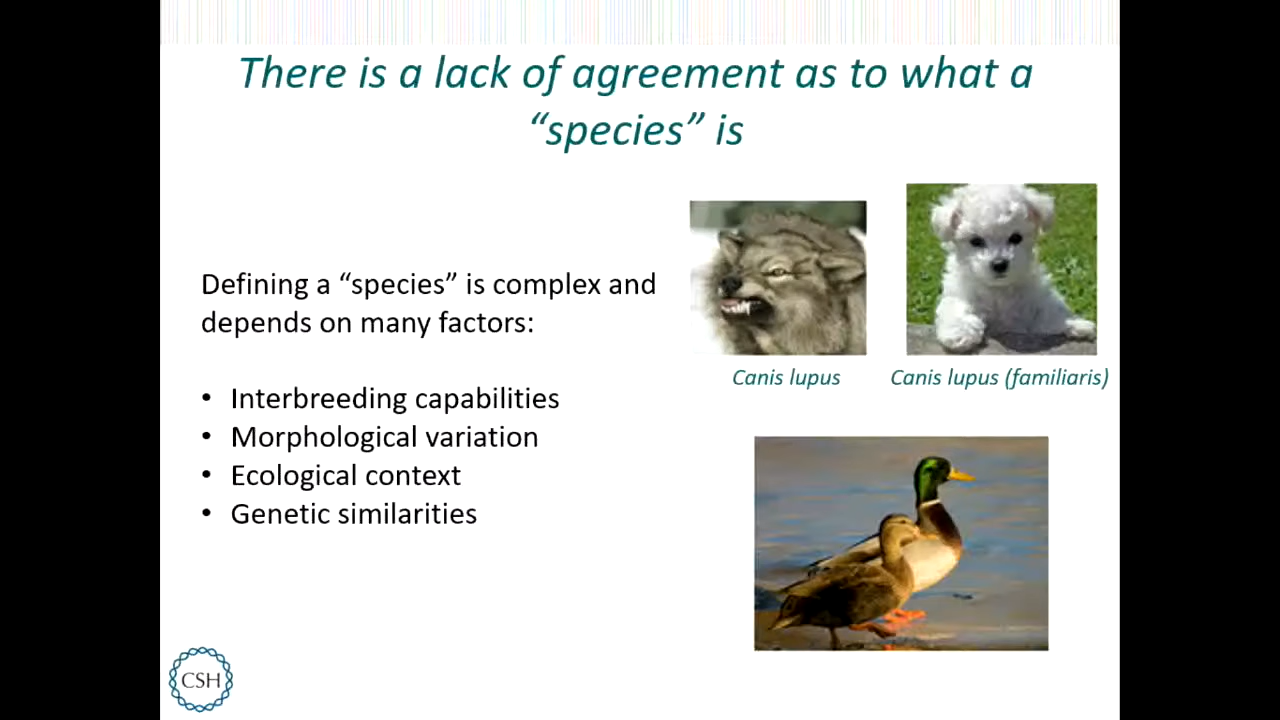 There is a lack of agreement as to what a
“species” is
Defining a “species” is complex and
depends on many factors:
• Interbreeding capabilities
• Morphological variation
• Ecological context
• Genetic similarities
Canis lupus
Canis lupus (familiaris)
CSH